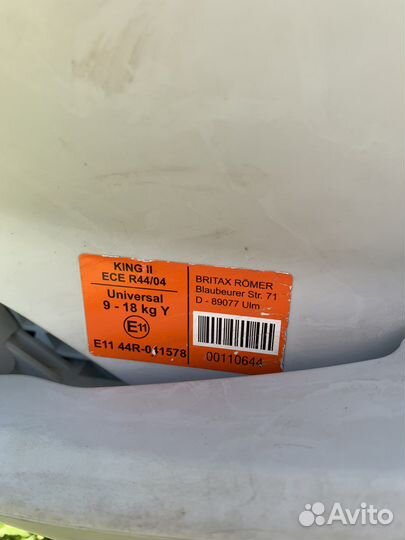 KING II
ECE R44/04
Universal
9 - 18 kg Y
E11
E11 44R-041578
BRITAX RÖMER
Blaubeurer Str. 71
D - 89077 Ulm
00110644
Avito